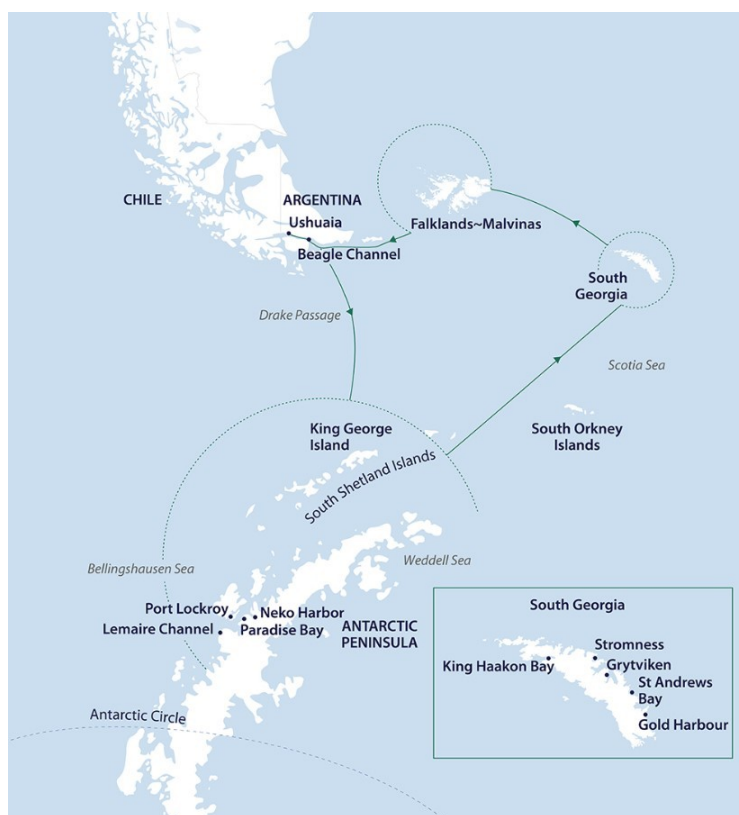 CHILE
ARGENTINA
Ushuaia
Beagle Channel
Falklands~Malvinas
South
Georgia
Drake Passage
Scotia Sea
King George
Island
South Shetland Islands
South Orkney
Islands
Bellingshausen Sea
Weddell Sea
Port Lockroy
Neko Harbor
Lemaire Channel
Paradise Bay
ANTARCTIC
PENINSULA
Antarctic Circle
South Georgia
Stromness
King Haakon Bay
Grytviken
St Andrews
Bay
Gold Harbour